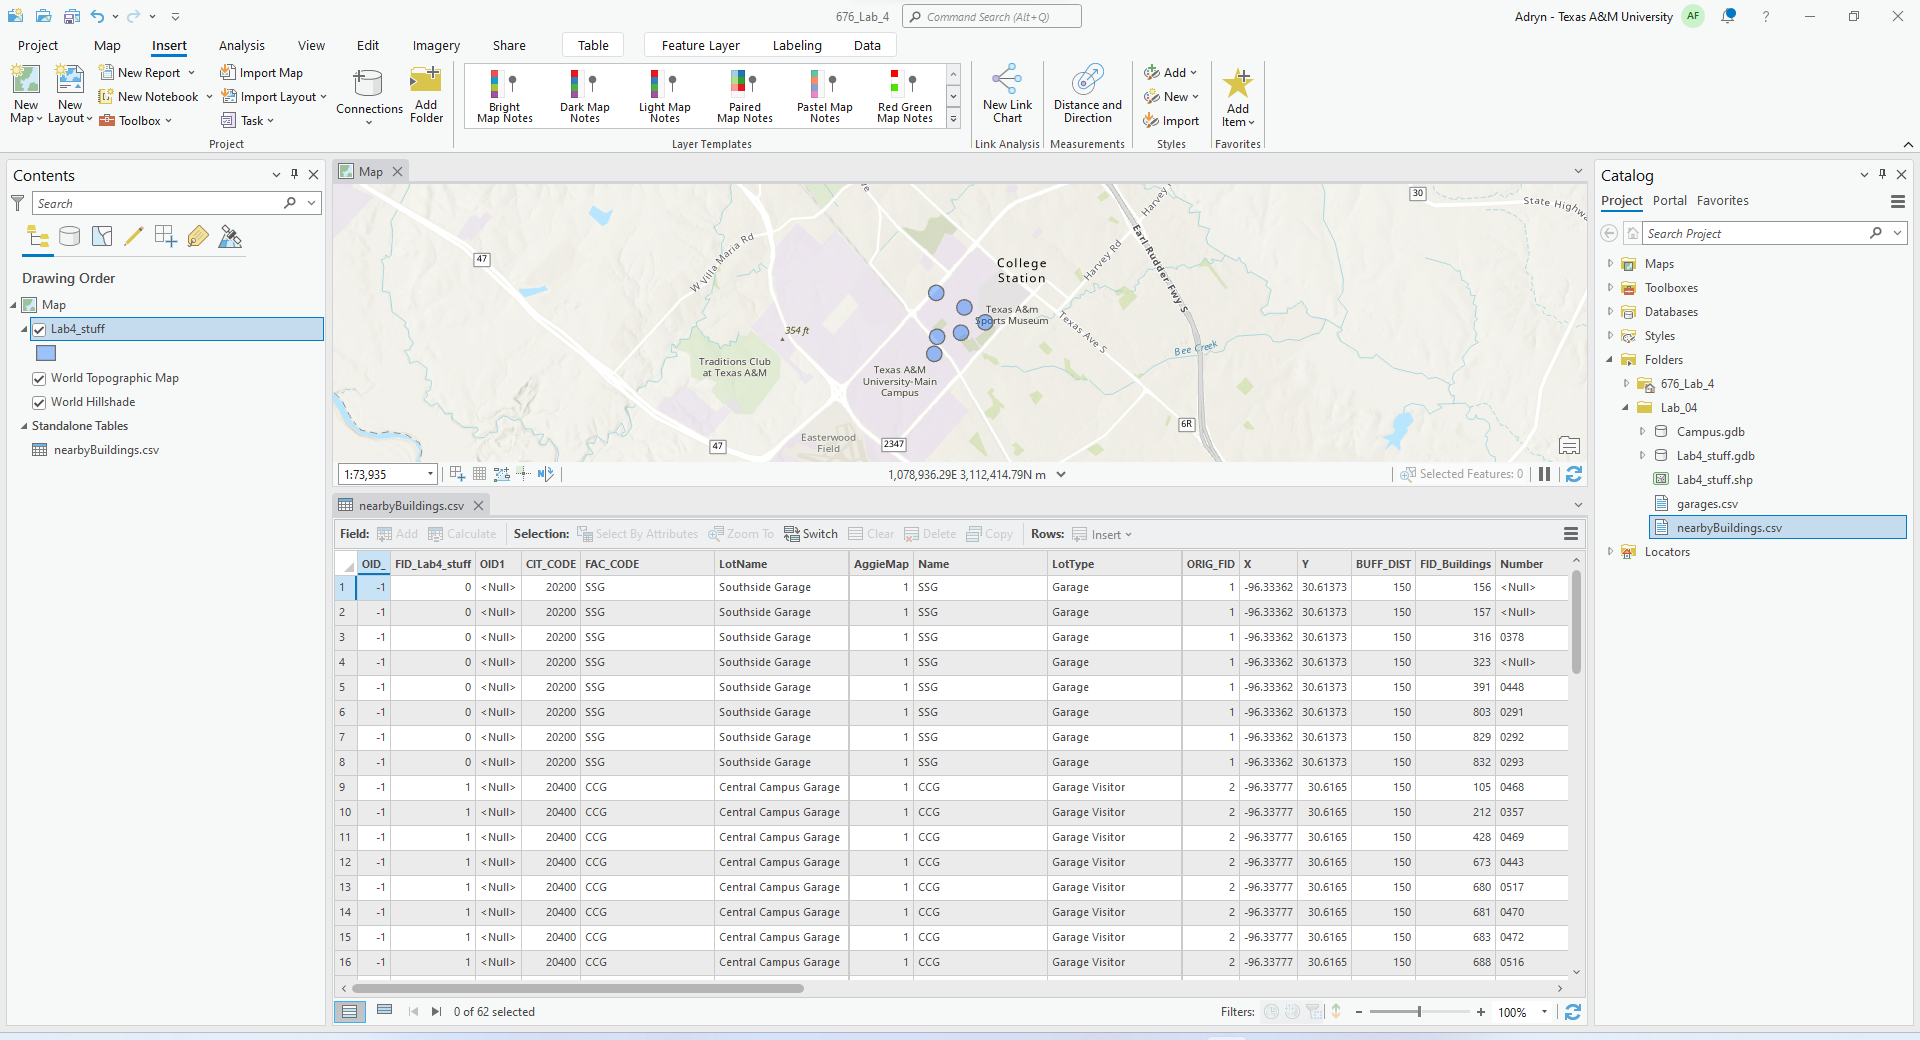 676_Lab_4
Command Search (Alt+Q)
Adryn - Texas A&M University
AF
?
Project
Map
Insert
Analysis
View
Edit
Imagery
Share
Table
Feature Layer
Labeling
Data
New Map
New Layout
New Report
New Notebook
Toolbox
Import Map
Import Layout
Task
Connections
Add Folder
Project
Bright Map Notes
Dark Map Notes
Light Map Notes
Paired Map Notes
Pastel Map Notes
Red Green Map Notes
Layer Templates
New Link Chart
Link Analysis
Distance and Direction
Measurements
Add
New
Import
Styles
Add Item
Favorites
Contents
Search
Drawing Order
Map
Lab4_stuff
World Topographic Map
World Hillshade
Standalone Tables
nearbyBuildings.csv
Map
47
W Villa Maria Rd
354 ft
Traditions Club at Texas A&M
Texas A&M University-Main Campus
Easterwood Field
47
2347
College Station
Texas A&m Sports Museum
Harvey Rd
Harvey
Earl Rudder Fwy S
Texas Ave S
Bee Creek
6R
30
State Highw
1:73,935
1,078,936.29E 3,112,414.79N m
Selected Features: 0
nearbyBuildings.csv
Field: Add Calculate Selection: Select By Attributes Zoom To Switch Clear Delete Copy Rows: Insert
OID_ FID_Lab4_stuff OID1 CIT_CODE FAC_CODE LotName AggieMap Name LotType ORIG_FID X Y BUFF_DIST FID_Buildings Number
1 -1 0 <Null> 20200 SSG Southside Garage 1 SSG Garage 1 -96.33362 30.61373 150 156 <Null>
2 -1 0 <Null> 20200 SSG Southside Garage 1 SSG Garage 1 -96.33362 30.61373 150 157 <Null>
3 -1 0 <Null> 20200 SSG Southside Garage 1 SSG Garage 1 -96.33362 30.61373 150 316 0378
4 -1 0 <Null> 20200 SSG Southside Garage 1 SSG Garage 1 -96.33362 30.61373 150 323 <Null>
5 -1 0 <Null> 20200 SSG Southside Garage 1 SSG Garage 1 -96.33362 30.61373 150 391 0448
6 -1 0 <Null> 20200 SSG Southside Garage 1 SSG Garage 1 -96.33362 30.61373 150 803 0291
7 -1 0 <Null> 20200 SSG Southside Garage 1 SSG Garage 1 -96.33362 30.61373 150 829 0292
8 -1 0 <Null> 20200 SSG Southside Garage 1 SSG Garage 1 -96.33362 30.61373 150 832 0293
9 -1 1 <Null> 20400 CCG Central Campus Garage 1 CCG Garage Visitor 2 -96.33777 30.6165 150 105 0468
10 -1 1 <Null> 20400 CCG Central Campus Garage 1 CCG Garage Visitor 2 -96.33777 30.6165 150 212 0357
11 -1 1 <Null> 20400 CCG Central Campus Garage 1 CCG Garage Visitor 2 -96.33777 30.6165 150 428 0469
12 -1 1 <Null> 20400 CCG Central Campus Garage 1 CCG Garage Visitor 2 -96.33777 30.6165 150 673 0443
13 -1 1 <Null> 20400 CCG Central Campus Garage 1 CCG Garage Visitor 2 -96.33777 30.6165 150 680 0517
14 -1 1 <Null> 20400 CCG Central Campus Garage 1 CCG Garage Visitor 2 -96.33777 30.6165 150 681 0470
15 -1 1 <Null> 20400 CCG Central Campus Garage 1 CCG Garage Visitor 2 -96.33777 30.6165 150 683 0472
16 -1 1 <Null> 20400 CCG Central Campus Garage 1 CCG Garage Visitor 2 -96.33777 30.6165 150 688 0516
0 of 62 selected
Filters:
100%
Catalog
Project Portal Favorites
Search Project
Maps
Toolboxes
Databases
Styles
Folders
676_Lab_4
Lab_04
Campus.gdb
Lab4_stuff.gdb
Lab4_stuff.shp
garages.csv
nearbyBuildings.csv
Locators